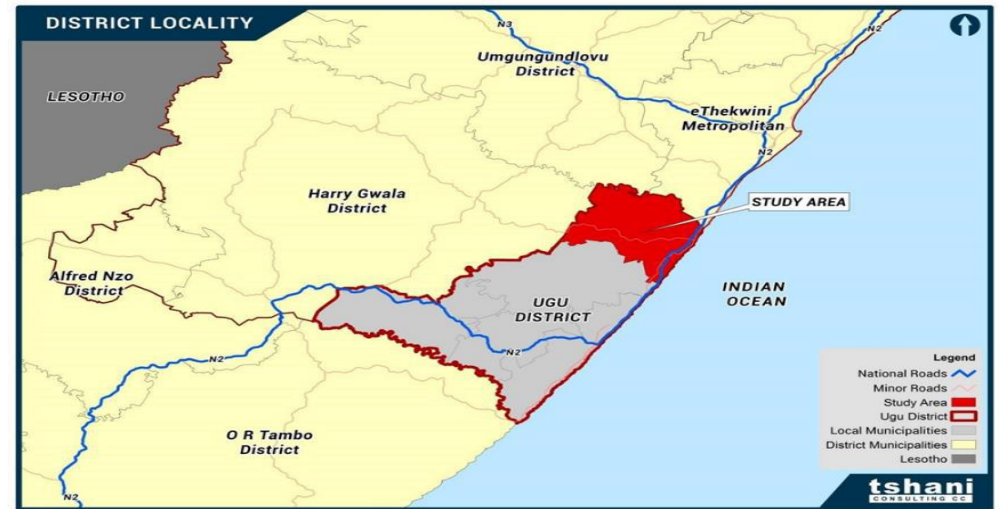 DISTRICT LOCALITY
N3
N2
Umgungundlovu
District
LESOTHO
eThekwini
Metropolitan
N2
Harry Gwala
District
STUDY AREA
Alfred Nzo
District
INDIAN
OCEAN
UGU
DISTRICT
N2
N2
O R Tambo
District
N2
Legend
National Roads
Minor Roads
Study Area
Ugu District
Local Municipalities
District Municipalities
Lesotho
tshani
CONSULTING CC